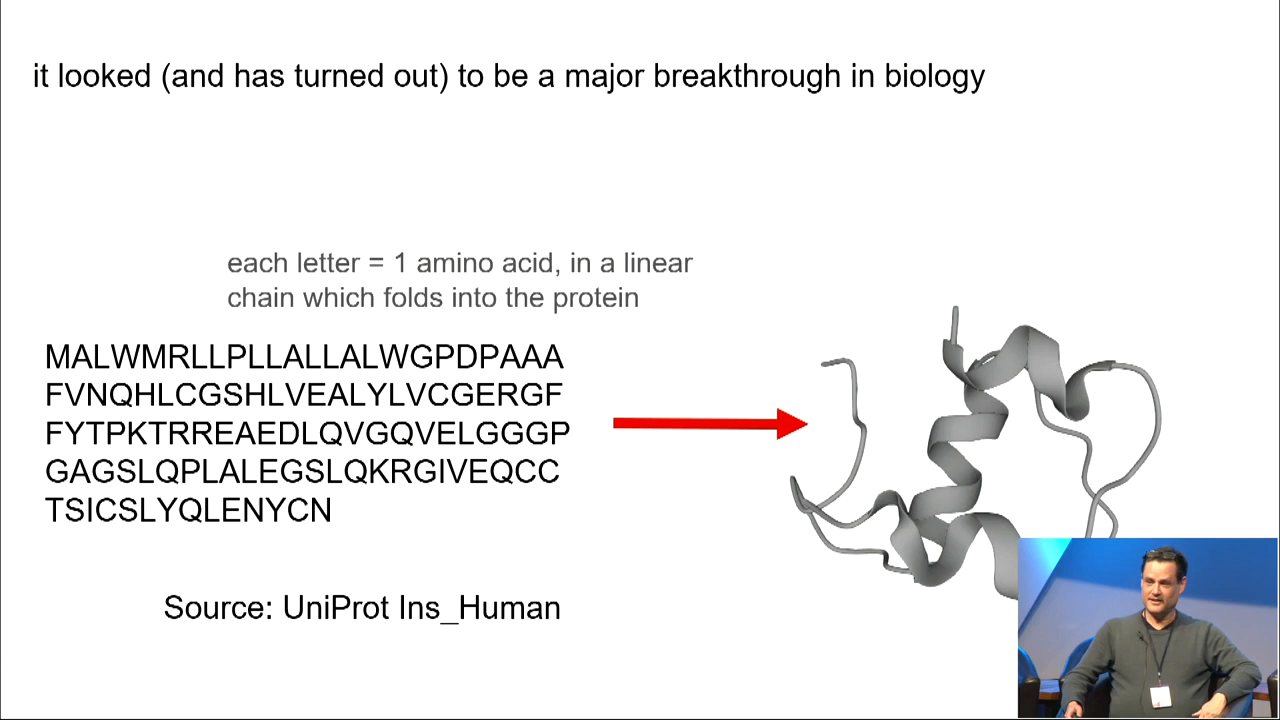 it looked (and has turned out) to be a major breakthrough in biology
each letter = 1 amino acid, in a linear
chain which folds into the protein
MALWMRLLPLLALLALWGPDPAAA
FVNQHLCGSHLVEALYLVCGERGF
FYTPKTRREAEDLQVGQVELGGGP
GAGSLQPLALEGSLQKRGIVEQCC
TSICSLYQLENYCN
Source: UniProt Ins_Human